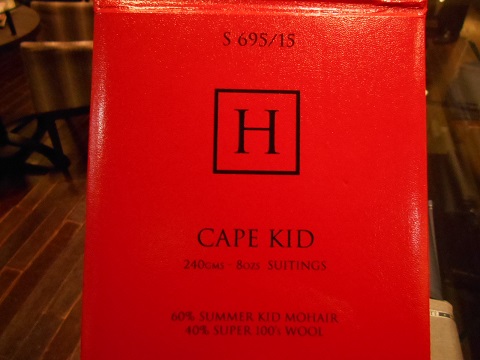 S 695/15
H
CAPE KID
240GMS · 8OZS SUITINGS
60% SUMMER KID MOHAIR
40% SUPER 100'S WOOL